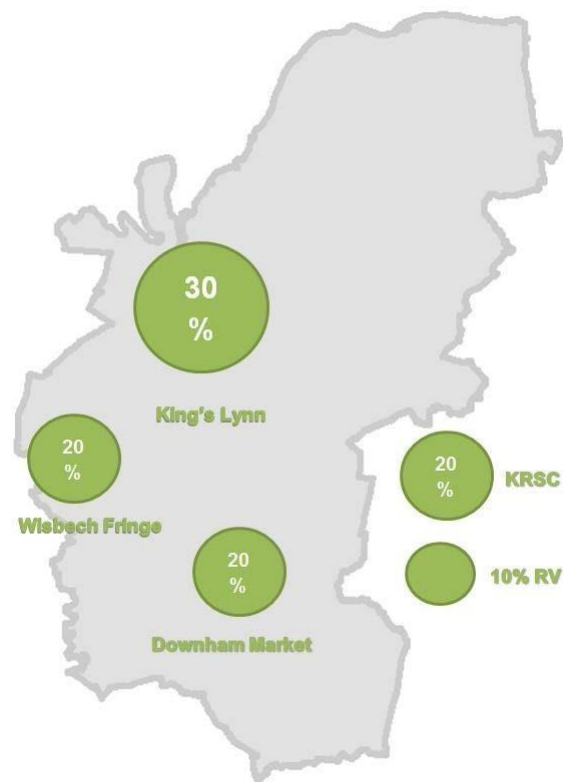 30
%
King's Lynn
20
%
Wisbech Fringe
20
%
KRSC
20
%
Downham Market
10% RV